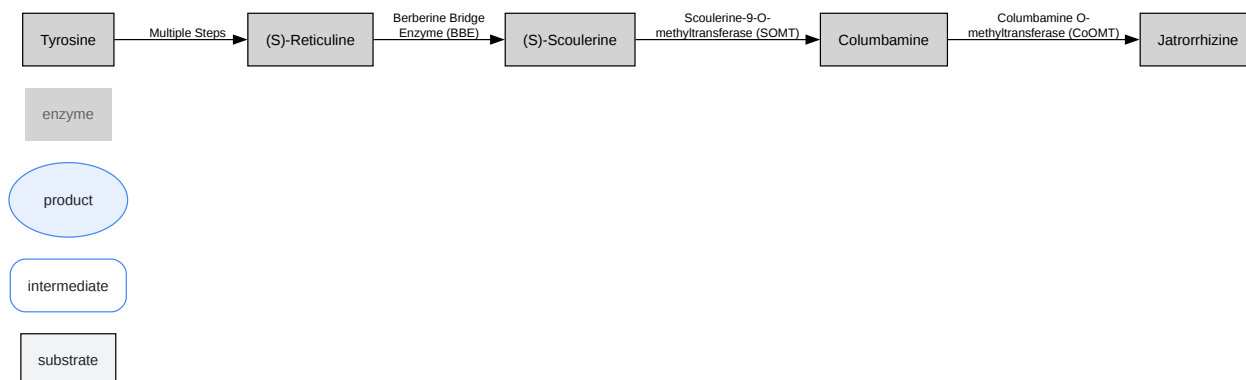 Tyrosine
Multiple Steps
(S)-Reticuline
Berberine Bridge
Enzyme (BBE)
(S)-Scoulerine
Scoulerine-9-O-
methyltransferase (SOMT)
Columbamine
Columbamine O-
methyltransferase (CoOMT)
Jatrorrhizine
enzyme
product
intermediate
substrate